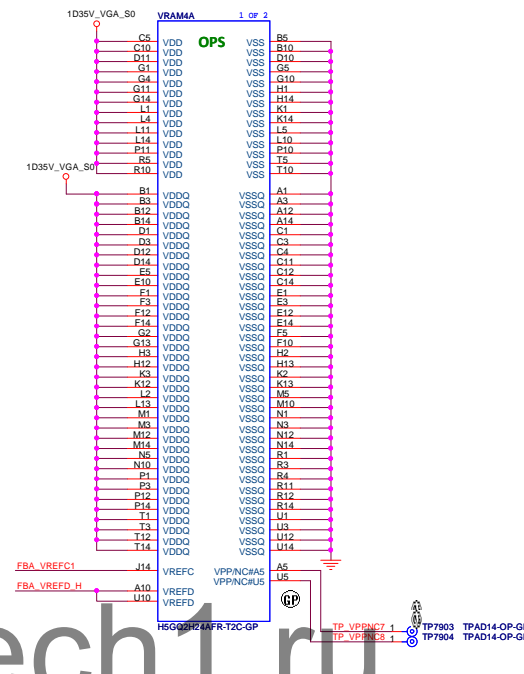 1D35V_VGA_S0 VRAM4A 1 OF 2
OPS
C5 VDD VSS B5
C10 VDD VSS B10
D11 VDD VSS D10
G1 VDD VSS G5
G4 VDD VSS G10
G11 VDD VSS H1
G14 VDD VSS H14
L1 VDD VSS K1
L4 VDD VSS K14
L11 VDD VSS L5
L14 VDD VSS L10
P11 VDD VSS P10
R5 VDD VSS T5
R10 VDD VSS T10
1D35V_VGA_S0
B1 VDDQ VSSQ A1
B3 VDDQ VSSQ A3
B12 VDDQ VSSQ A12
B14 VDDQ VSSQ A14
D1 VDDQ VSSQ C1
D3 VDDQ VSSQ C3
D12 VDDQ VSSQ C4
D14 VDDQ VSSQ C11
E5 VDDQ VSSQ C12
E10 VDDQ VSSQ C14
F1 VDDQ VSSQ E1
F3 VDDQ VSSQ E3
F12 VDDQ VSSQ E12
F14 VDDQ VSSQ E14
G2 VDDQ VSSQ F5
G13 VDDQ VSSQ F10
H3 VDDQ VSSQ H2
H12 VDDQ VSSQ H13
K3 VDDQ VSSQ K2
K12 VDDQ VSSQ K13
L2 VDDQ VSSQ M5
L13 VDDQ VSSQ M10
M1 VDDQ VSSQ N1
M3 VDDQ VSSQ N3
M12 VDDQ VSSQ N12
M14 VDDQ VSSQ N14
N5 VDDQ VSSQ R1
N10 VDDQ VSSQ R3
P1 VDDQ VSSQ R4
P3 VDDQ VSSQ R11
P12 VDDQ VSSQ R12
P14 VDDQ VSSQ R14
T1 VDDQ VSSQ U1
T3 VDDQ VSSQ U3
T12 VDDQ VSSQ U12
T14 VDDQ VSSQ U14
FBA_VREFC1 J14 VREFC VPP/NC#A5 A5
VPP/NC#U5 U5
FBA_VREFD_H A10 VREFD
U10 VREFD
GP
H5GQ2H24AFR-T2C-GP
TP_VPPNC7 1 TP7903 TPAD14-OP-GP
TP_VPPNC8 1 TP7904 TPAD14-OP-GP
ech1.ru